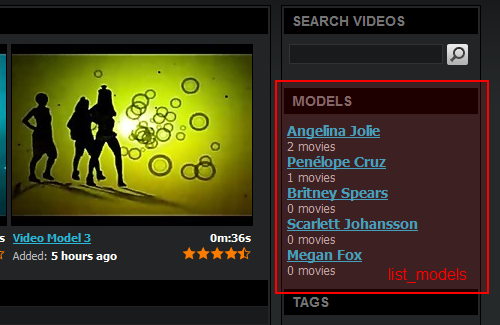 SEARCH VIDEOS
MODELS
Angelina Jolie
2 movies
Penélope Cruz
1 movies
Britney Spears
0 movies
Scarlett Johansson
0 movies
Megan Fox
0 movies
list_models
TAGS
s Video Model 3 0m:36s
Added: 5 hours ago